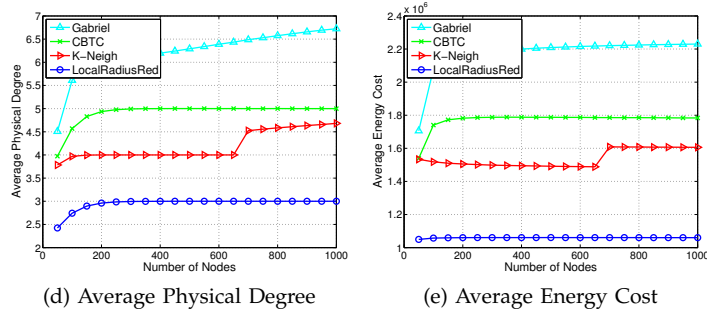 Gabriel
CBTC
K-Neigh
LocalRadiusRed
Average Physical Degree
7
6.5
6
5.5
5
4.5
4
3.5
3
2.5
2
0
200
400
600
800
1000
Number of Nodes
(d) Average Physical Degree
x 10^6
Gabriel
CBTC
K-Neigh
LocalRadiusRed
Average Energy Cost
2.4
2.2
2
1.8
1.6
1.4
1.2
1
0
200
400
600
800
1000
Number of Nodes
(e) Average Energy Cost